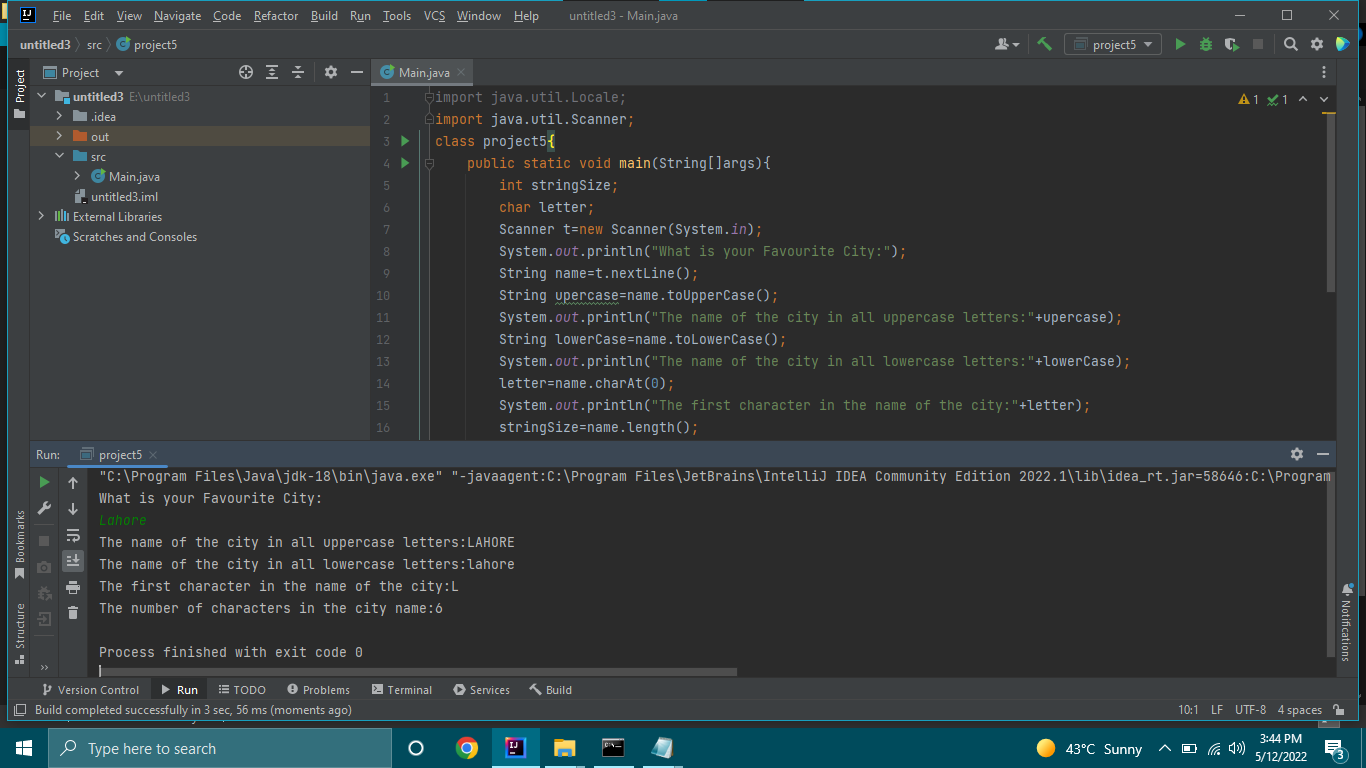 File Edit View Navigate Code Refactor Build Run Tools VCS Window Help untitled3 - Main.java
untitled3 src project5 project5
Project
Project
untitled3 E:\untitled3
.idea
out
src
Main.java
untitled3.iml
External Libraries
Scratches and Consoles
Main.java
1 1
1 import java.util.Locale;
2 import java.util.Scanner;
3 class project5{
4 public static void main(String[]args){
5 int stringSize;
6 char letter;
7 Scanner t=new Scanner(System.in);
8 System.out.println("What is your Favourite City:");
9 String name=t.nextLine();
10 String upercase=name.toUpperCase();
11 System.out.println("The name of the city in all uppercase letters:"+upercase);
12 String lowerCase=name.toLowerCase();
13 System.out.println("The name of the city in all lowercase letters:"+lowerCase);
14 letter=name.charAt(0);
15 System.out.println("The first character in the name of the city:"+letter);
16 stringSize=name.length();
Run: project5
"C:\Program Files\Java\jdk-18\bin\java.exe" "-javaagent:C:\Program Files\JetBrains\IntelliJ IDEA Community Edition 2022.1\lib\idea_rt.jar=58646:C:\Program
What is your Favourite City:
Lahore
The name of the city in all uppercase letters:LAHORE
The name of the city in all lowercase letters:lahore
The first character in the name of the city:L
The number of characters in the city name:6
Process finished with exit code 0
Bookmarks
Structure
Notifications
Version Control Run TODO Problems Terminal Services Build
Build completed successfully in 3 sec, 56 ms (moments ago) 10:1 LF UTF-8 4 spaces
Type here to search
43°C Sunny
3:44 PM
5/12/2022
3